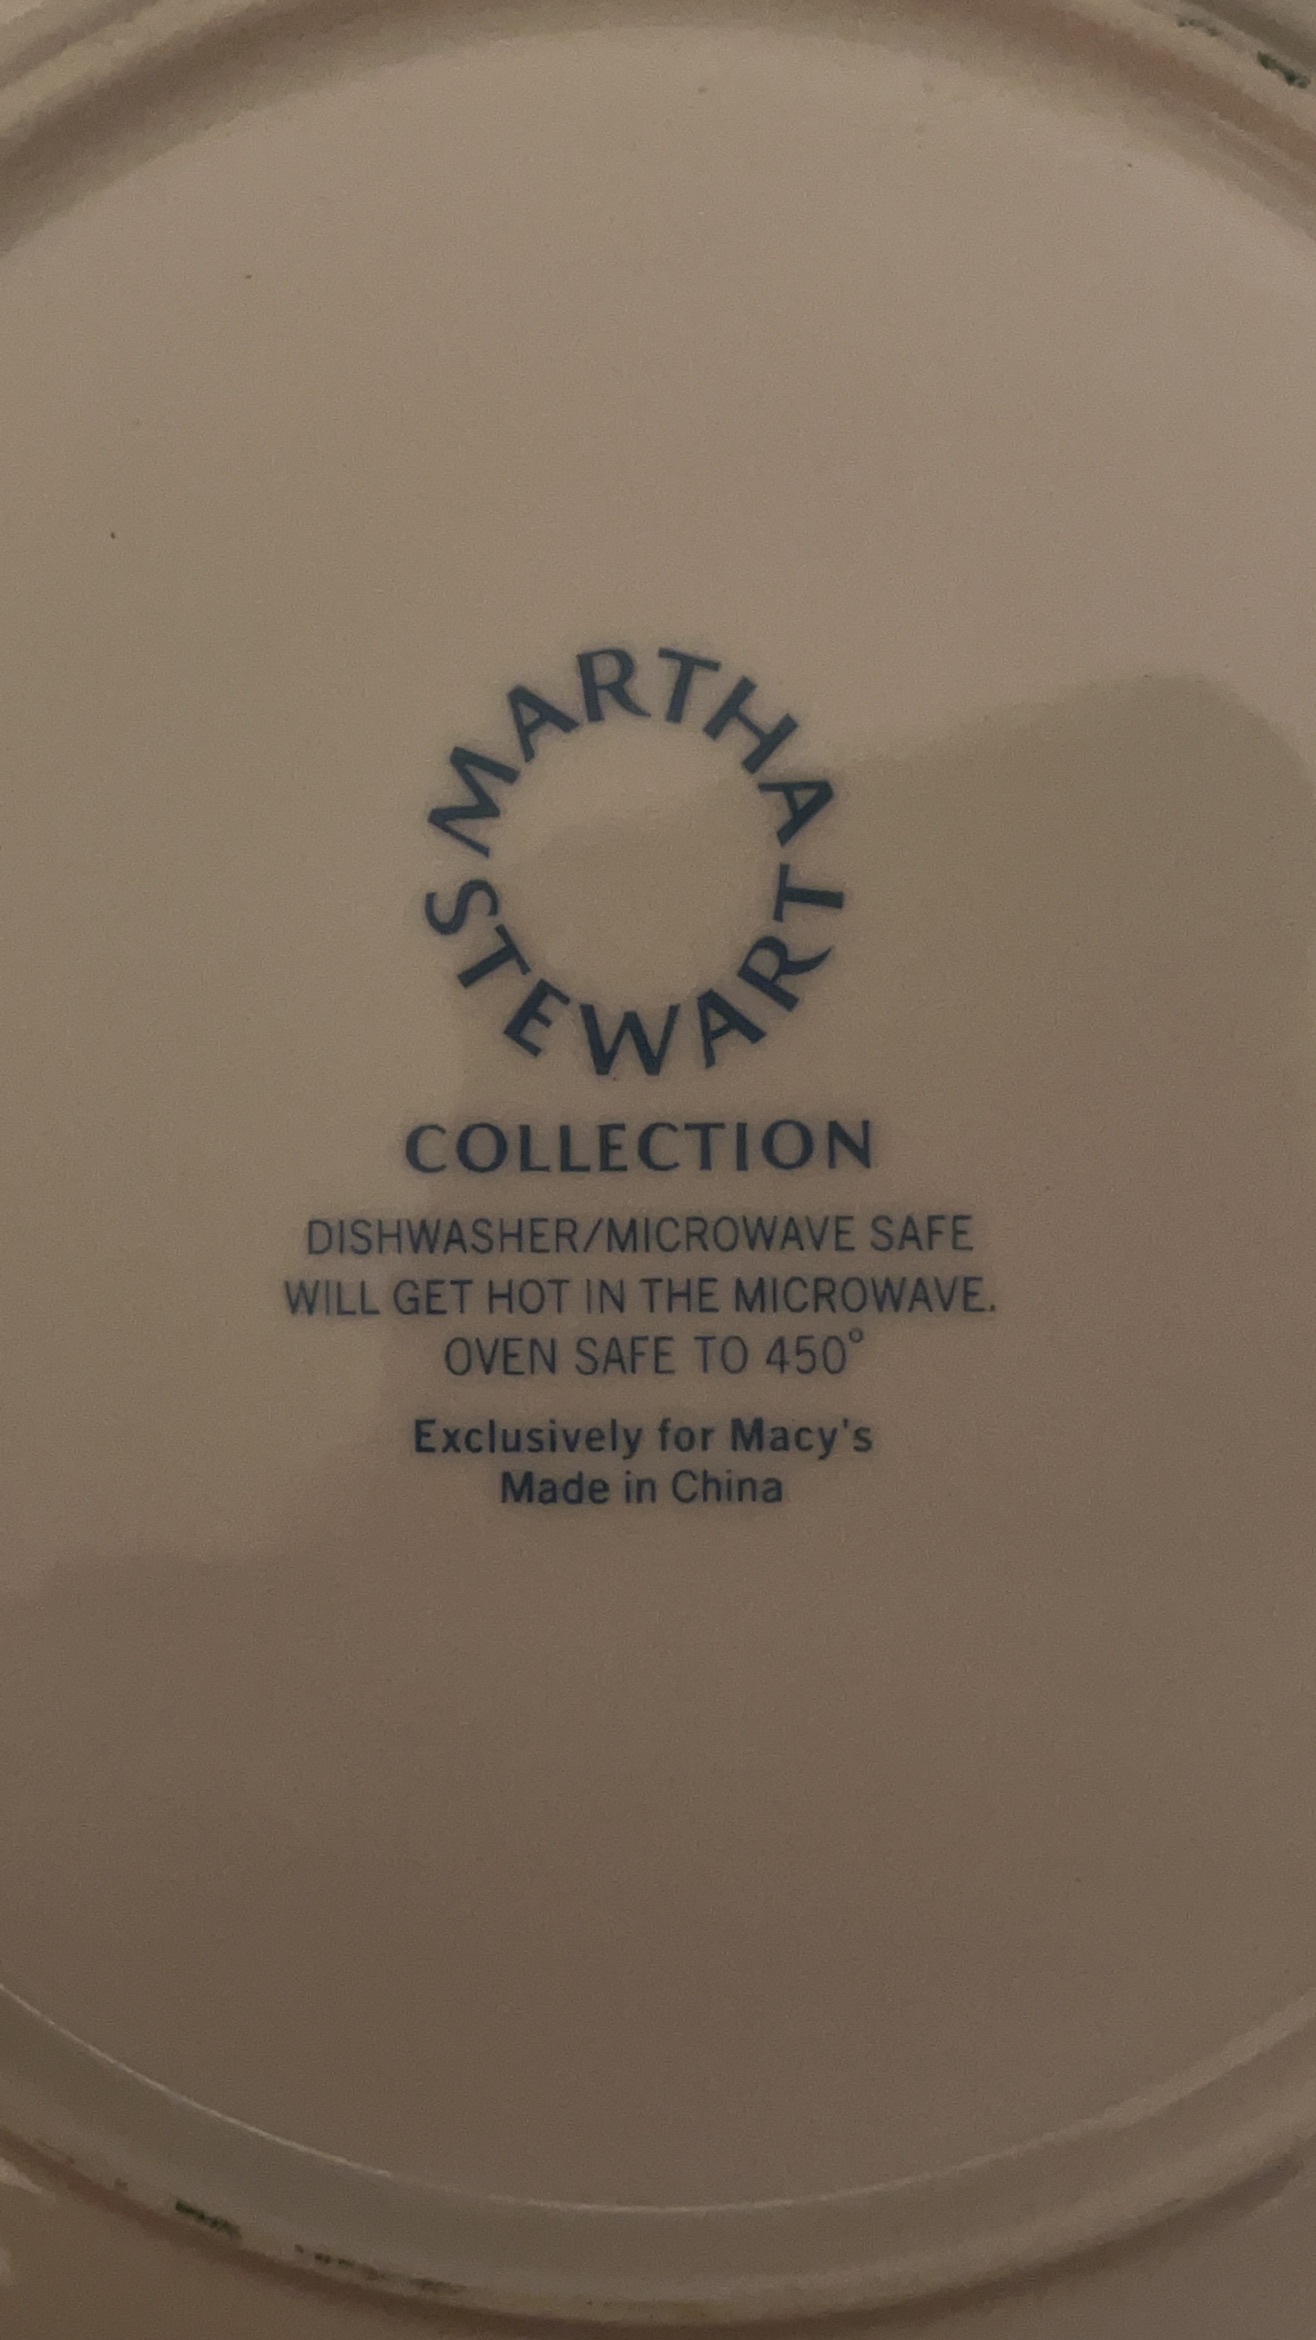 MARTHA
STEWART
COLLECTION
DISHWASHER/MICROWAVE SAFE
WILL GET HOT IN THE MICROWAVE.
OVEN SAFE TO 450°
Exclusively for Macy's
Made in China